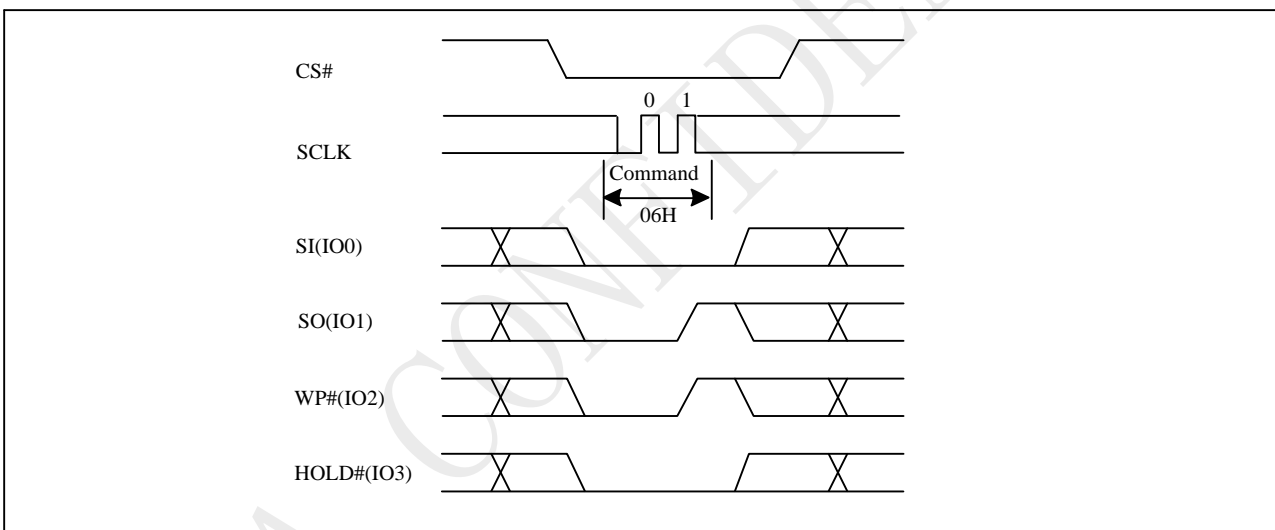 CS#
0 1
SCLK
Command
06H
SI(IO0)
SO(IO1)
WP#(IO2)
HOLD#(IO3)